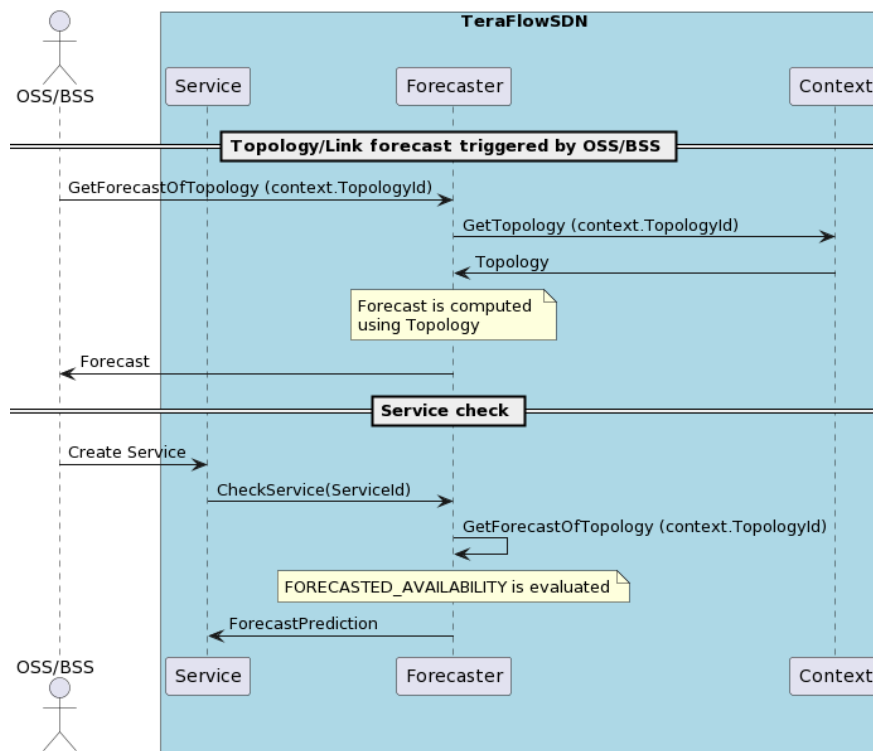 TeraFlowSDN
OSS/BSS
Service
Forecaster
Context
Topology/Link forecast triggered by OSS/BSS
GetForecastOfTopology (context.TopologyId)
GetTopology (context.TopologyId)
Topology
Forecast is computed
using Topology
Forecast
Service check
Create Service
CheckService(ServiceId)
GetForecastOfTopology (context.TopologyId)
FORECASTED_AVAILABILITY is evaluated
ForecastPrediction
OSS/BSS
Service
Forecaster
Context